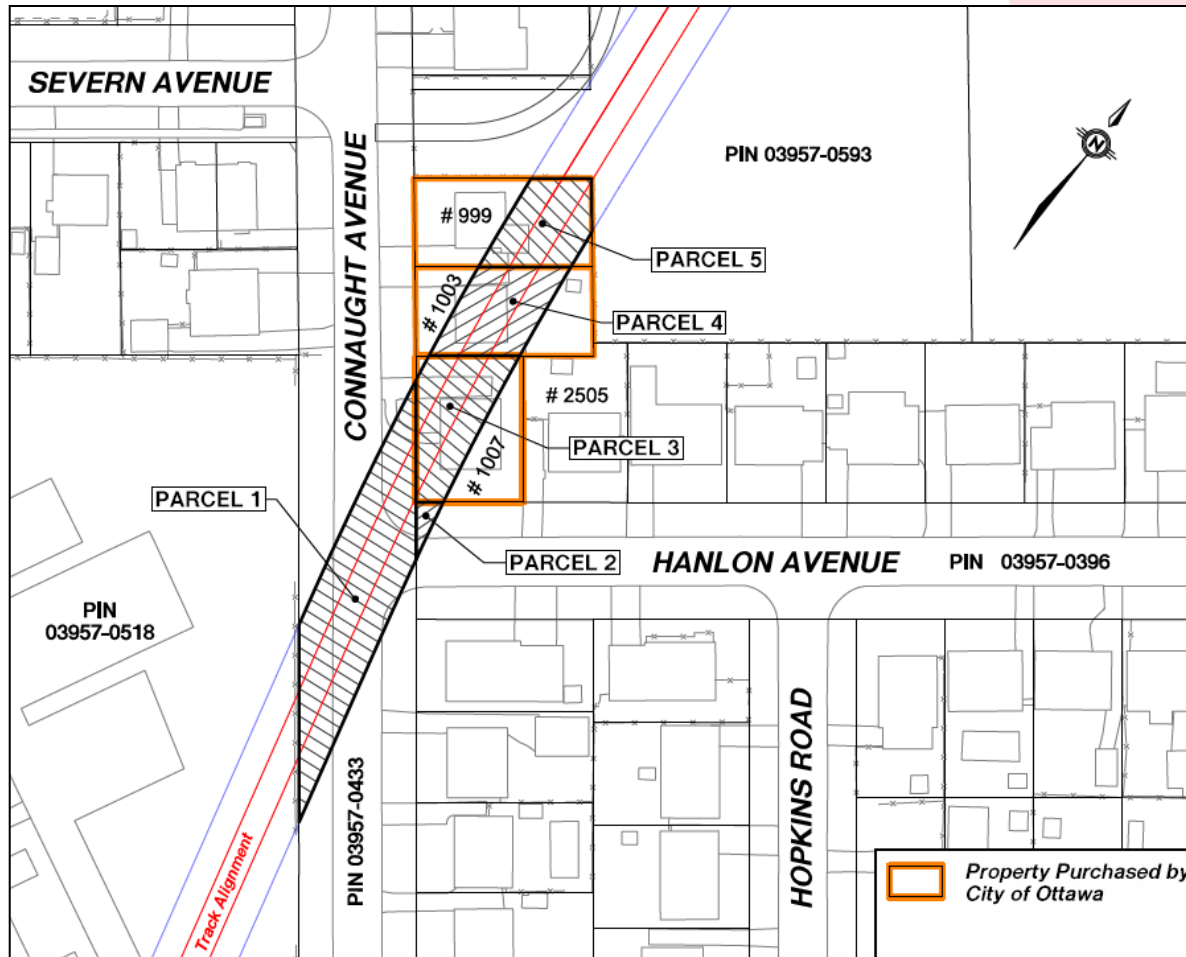 SEVERN AVENUE
CONNAUGHT AVENUE
PIN 03957-0593
N
# 999
PARCEL 5
# 1003
PARCEL 4
# 2505
PARCEL 3
# 1007
PARCEL 1
PARCEL 2
HANLON AVENUE
PIN 03957-0396
PIN
03957-0518
HOPKINS ROAD
PIN 03957-0433
Track Alignment
Property Purchased by
City of Ottawa